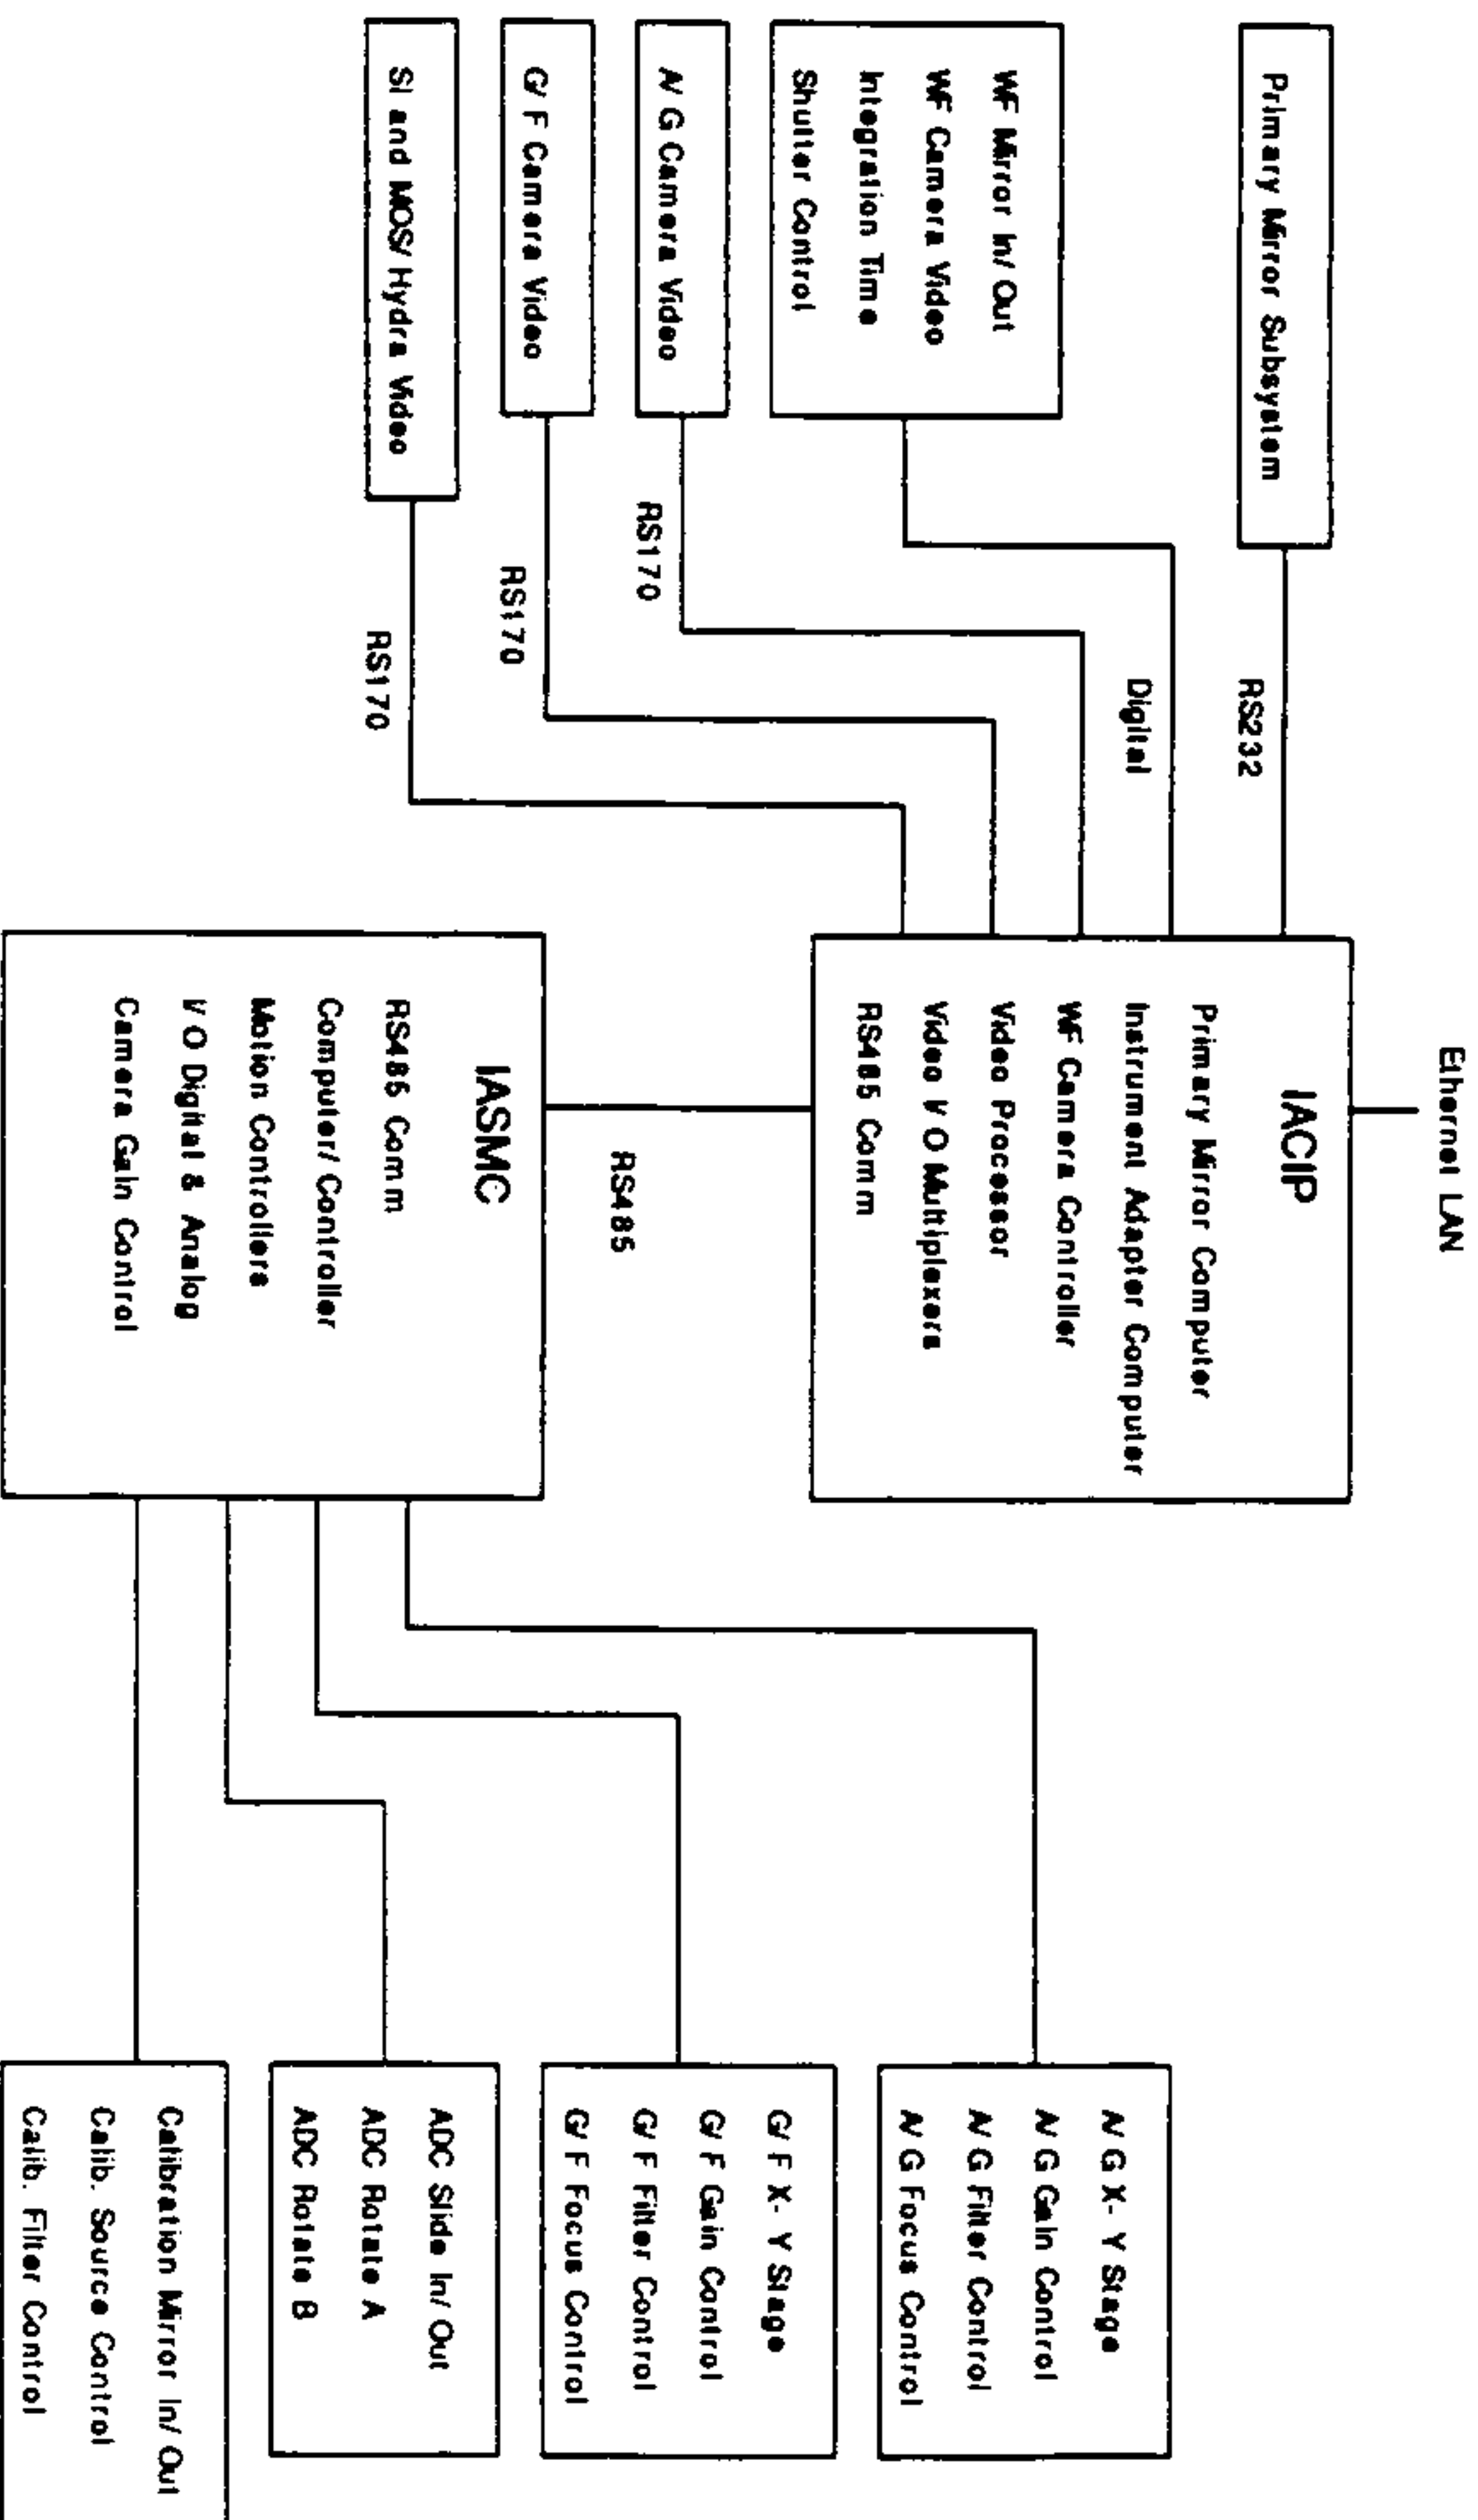 Ethernet LAN
Primary Mirror Subsystem
RS232
WF Mirror In/Out
WF Camera Video
Integration Time
Shutter Control
Digital
A/G Camera Video
RS170
G/F Camera Video
RS170
SI and MOS/Hydra Video
RS170
IACIP
Primary Mirror Computer
Instrument Adapter Computer
WF Camera Controller
Video Processor
Video I/O Multiplexers
RS485 Comm
RS485
IASMC
RS485 Comm
Computer/Controller
Motion Controllers
I/O Digital & Analog
Camera Gain Control
A/G X-Y Stage
A/G Gain Control
A/G Filter Control
A/G Focus Control
G/F X-Y Stage
G/F Gain Control
G/F Filter Control
G/F Focus Control
ADC Slide In/Out
ADC Rotate A
ADC Rotate B
Calibration Mirror In/Out
Calib. Source Control
Calib. Filter Control